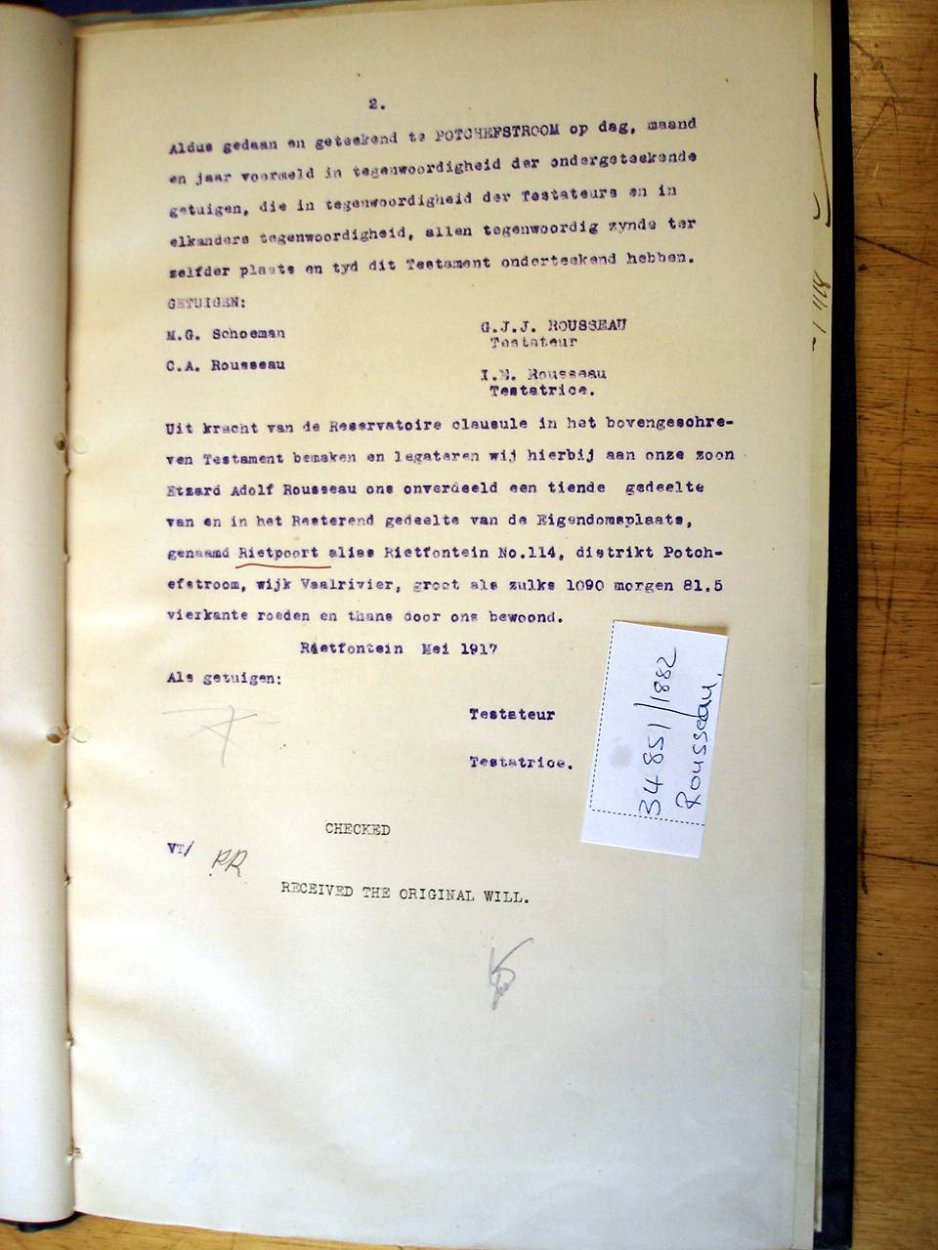 2.
Aldus gedaan en geteekend te POTCHEFSTROOM op dag, maand
en jaar voormeld in tegenwoordigheid der ondergeteekende
getuigen, die in tegenwoordigheid der Testateurs en in
elkanders tegenwoordigheid, allen tegenwoordig zynde ter
zelfder plaats en tyd dit Testament onderteekend hebben.
GETUIGEN:
M.G. Schoeman
G.J.J. ROUSSEAU
Testateur
C.A. Rousseau
I.M. Rousseau
Testatrice.
Uit kracht van de Reservatoire clausule in het bovengeschre-
ven Testament bemaken en legateren wij hierbij aan onze zoon
Etzard Adolf Rousseau ons onverdeeld een tiende gedeelte
van en in het Resterend gedeelte van de Eigendomsplaats,
genaamd Rietpoort alies Rietfontein No.114, distrikt Potch-
efstroom, wijk Vaalrivier, groot als zulks 1090 morgen 81.5
vierkante roeden en thans door ons bewoond.
Rietfontein Mei 1917
Als getuigen:
Testateur
Testatrice.
CHECKED
VT/ RR
RECEIVED THE ORIGINAL WILL.
34851/1882
Rousseau.